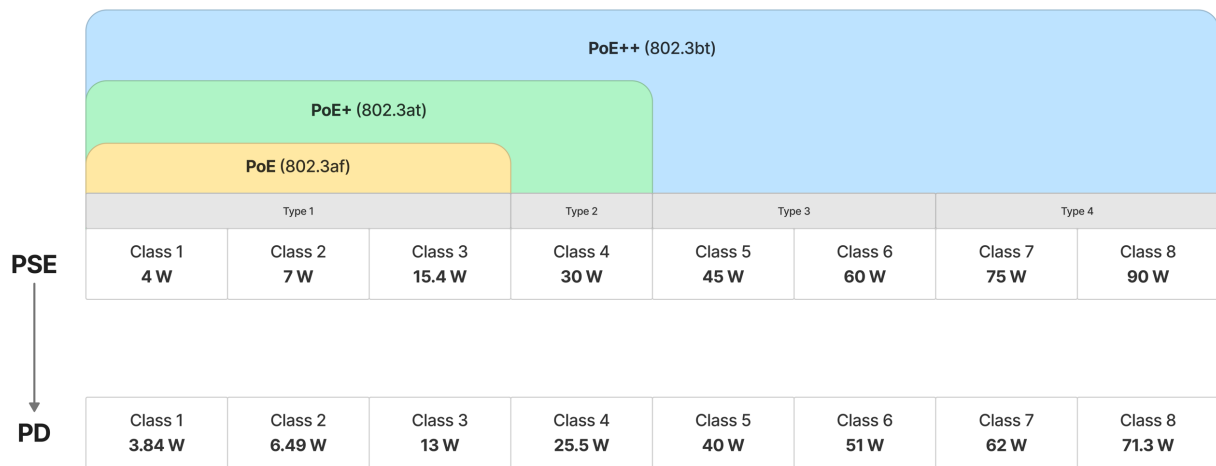 PoE++ (802.3bt)
PoE+ (802.3at)
PoE (802.3af)
Type 1
Type 2
Type 3
Type 4
PSE
Class 1
4 W
Class 2
7 W
Class 3
15.4 W
Class 4
30 W
Class 5
45 W
Class 6
60 W
Class 7
75 W
Class 8
90 W
PD
Class 1
3.84 W
Class 2
6.49 W
Class 3
13 W
Class 4
25.5 W
Class 5
40 W
Class 6
51 W
Class 7
62 W
Class 8
71.3 W